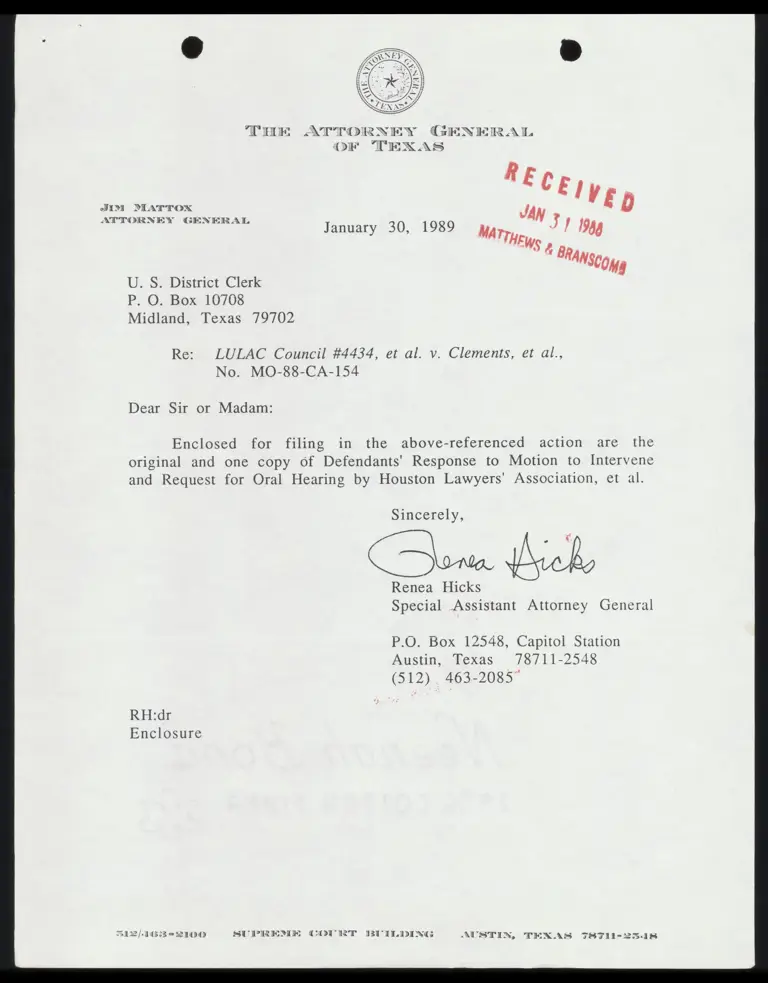 THE ATTORNEY GENERAL
OF TEXAS
THE ATTORNEY GENERAL
OF TEXAS
JIM MATTOX
ATTORNEY GENERAL
RECEIVED
JAN 31 1988
MATTHEWS & BRANSCOMB
January 30, 1989
U. S. District Clerk
P. O. Box 10708
Midland, Texas 79702
Re: LULAC Council #4434, et al. v. Clements, et al.,
No. MO-88-CA-154
Dear Sir or Madam:
Enclosed for filing in the above-referenced action are the
original and one copy of Defendants' Response to Motion to Intervene
and Request for Oral Hearing by Houston Lawyers' Association, et al.
Sincerely,
Renea Hicks
Renea Hicks
Special Assistant Attorney General
P.O. Box 12548, Capitol Station
Austin, Texas 78711-2548
(512) 463-2085
RH:dr
Enclosure
512/463-2100 SUPREME COURT BUILDING AUSTIN, TEXAS 78711-2548